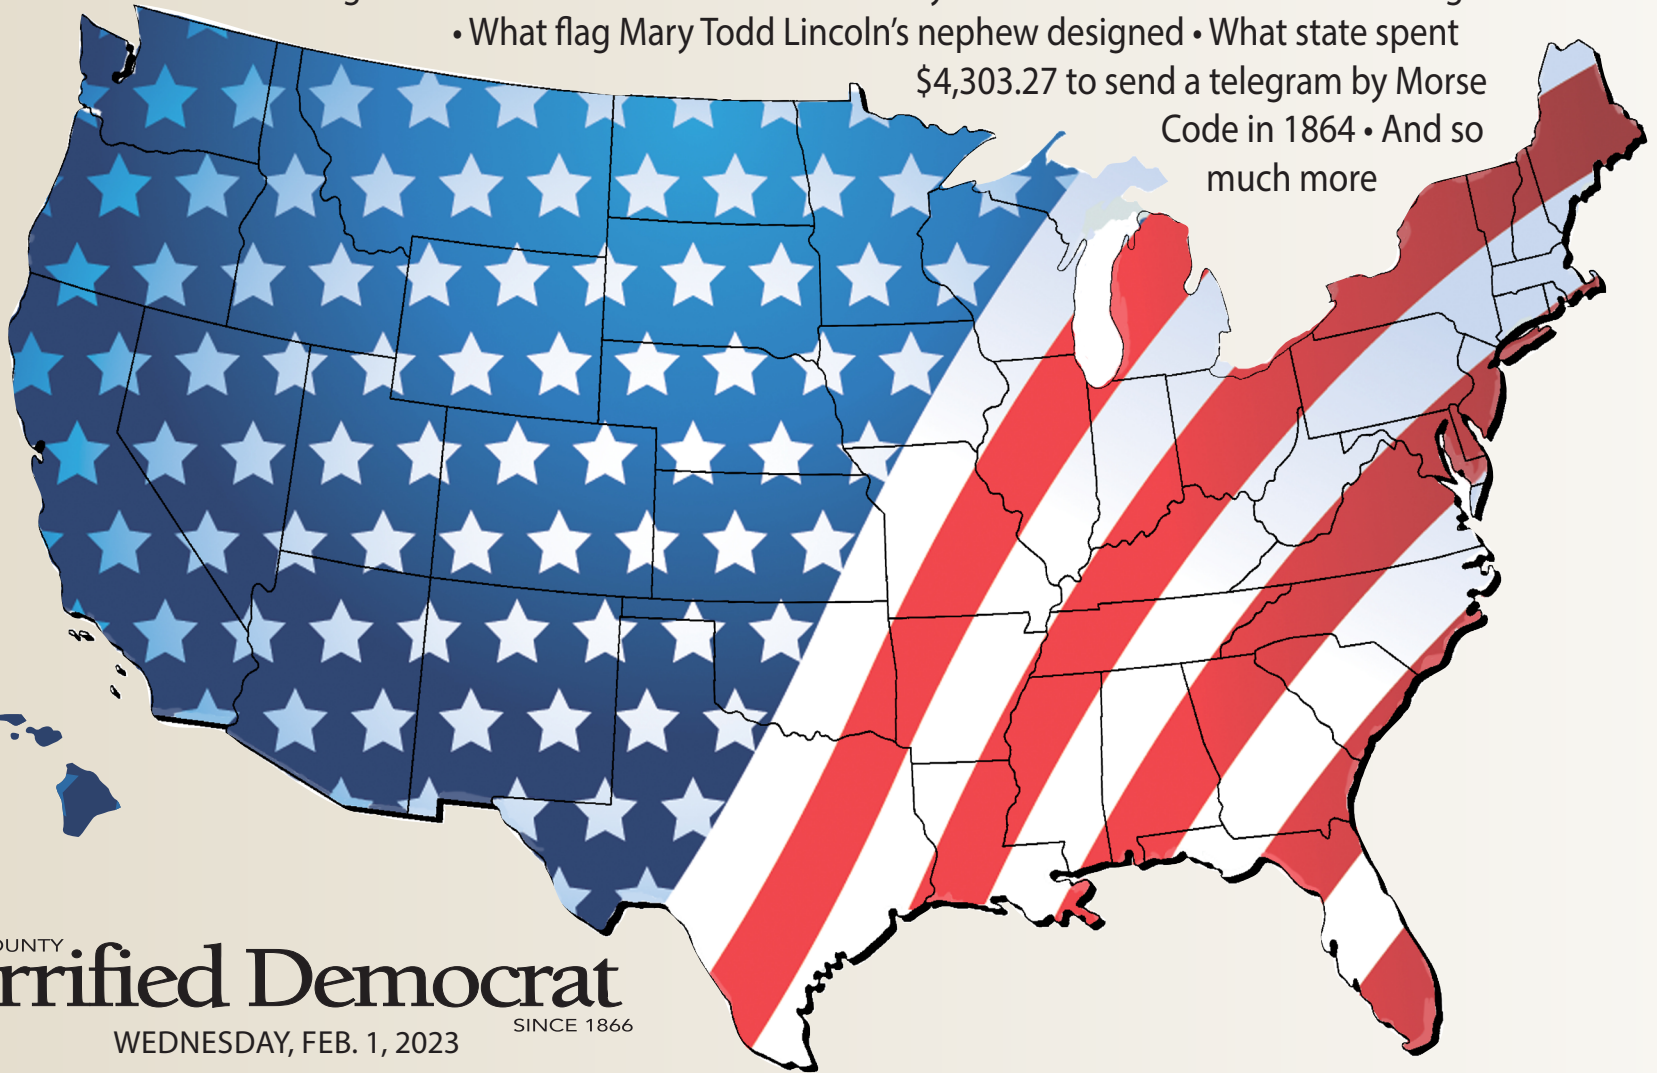 • What flag Mary Todd Lincoln’s nephew designed • What state spent
$4,303.27 to send a telegram by Morse
Code in 1864 • And so
much more
OUNTY
rrified Democrat
SINCE 1866
WEDNESDAY, FEB. 1, 2023